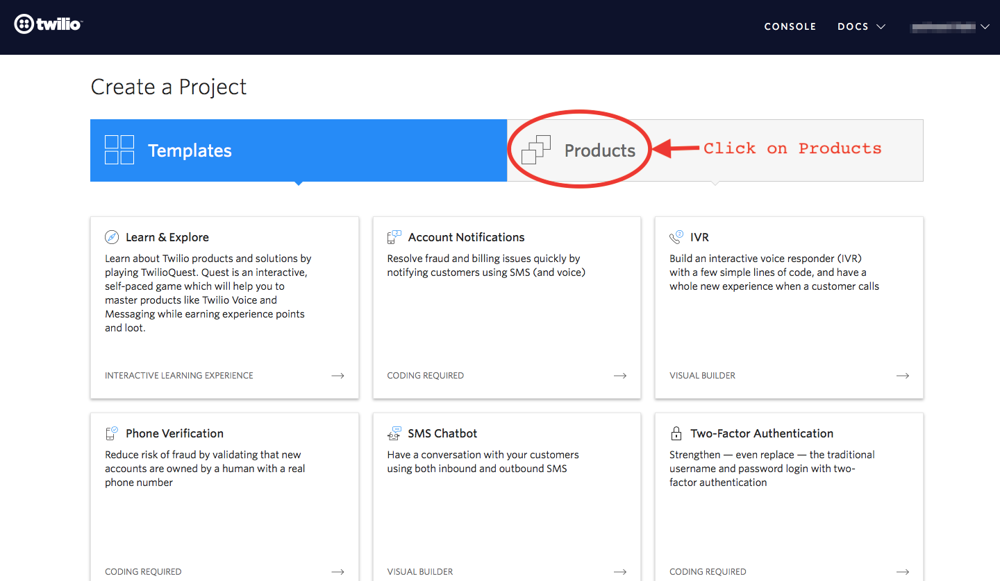 twilio
CONSOLE DOCS
Create a Project
Templates
Products
Click on Products
Learn & Explore
Learn about Twilio products and solutions by
playing TwilioQuest. Quest is an interactive,
self-paced game which will help you to
master products like Twilio Voice and
Messaging while earning experience points
and loot.
INTERACTIVE LEARNING EXPERIENCE
Account Notifications
Resolve fraud and billing issues quickly by
notifying customers using SMS (and voice)
CODING REQUIRED
IVR
Build an interactive voice responder (IVR)
with a few simple lines of code, and have a
whole new experience when a customer calls
VISUAL BUILDER
Phone Verification
Reduce risk of fraud by validating that new
accounts are owned by a human with a real
phone number
CODING REQUIRED
SMS Chatbot
Have a conversation with your customers
using both inbound and outbound SMS
VISUAL BUILDER
Two-Factor Authentication
Strengthen — even replace — the traditional
username and password login with two-
factor authentication
CODING REQUIRED